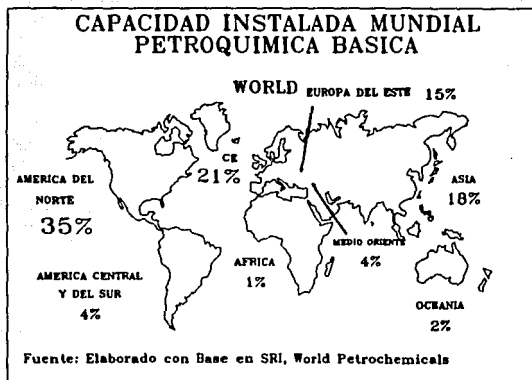 CAPACIDAD INSTALADA MUNDIAL
PETROQUIMICA BASICA
WORLD
EUROPA DEL ESTE 15%
CE
21%
AMERICA DEL
NORTE
35%
ASIA
18%
MEDIO ORIENTE
4%
AFRICA
1%
AMERICA CENTRAL
Y DEL SUR
4%
OCEANIA
2%
Fuente: Elaborado con Base en SRI, World Petrochemicals